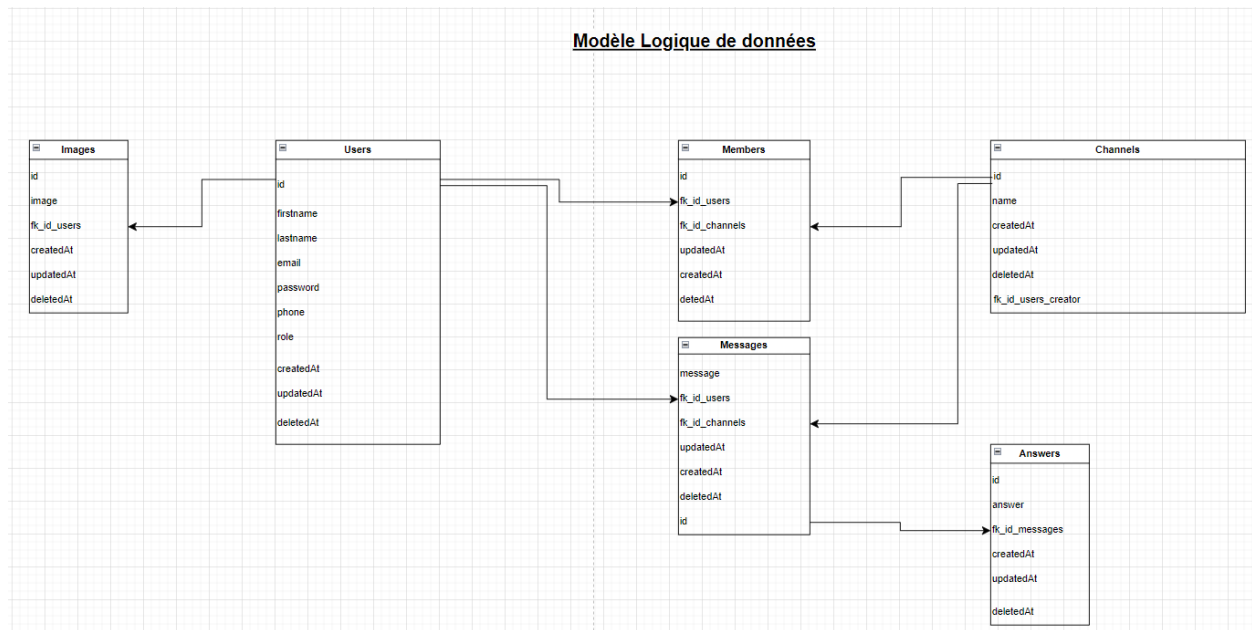 Modèle Logique de données
Images
id
image
fk_id_users
createdAt
updatedAt
deletedAt
Users
id
firstname
lastname
email
password
phone
role
createdAt
updatedAt
deletedAt
Members
id
fk_id_users
fk_id_channels
updatedAt
createdAt
detedAt
Channels
id
name
createdAt
updatedAt
deletedAt
fk_id_users_creator
Messages
message
fk_id_users
fk_id_channels
updatedAt
createdAt
deletedAt
id
Answers
id
answer
fk_id_messages
createdAt
updatedAt
deletedAt